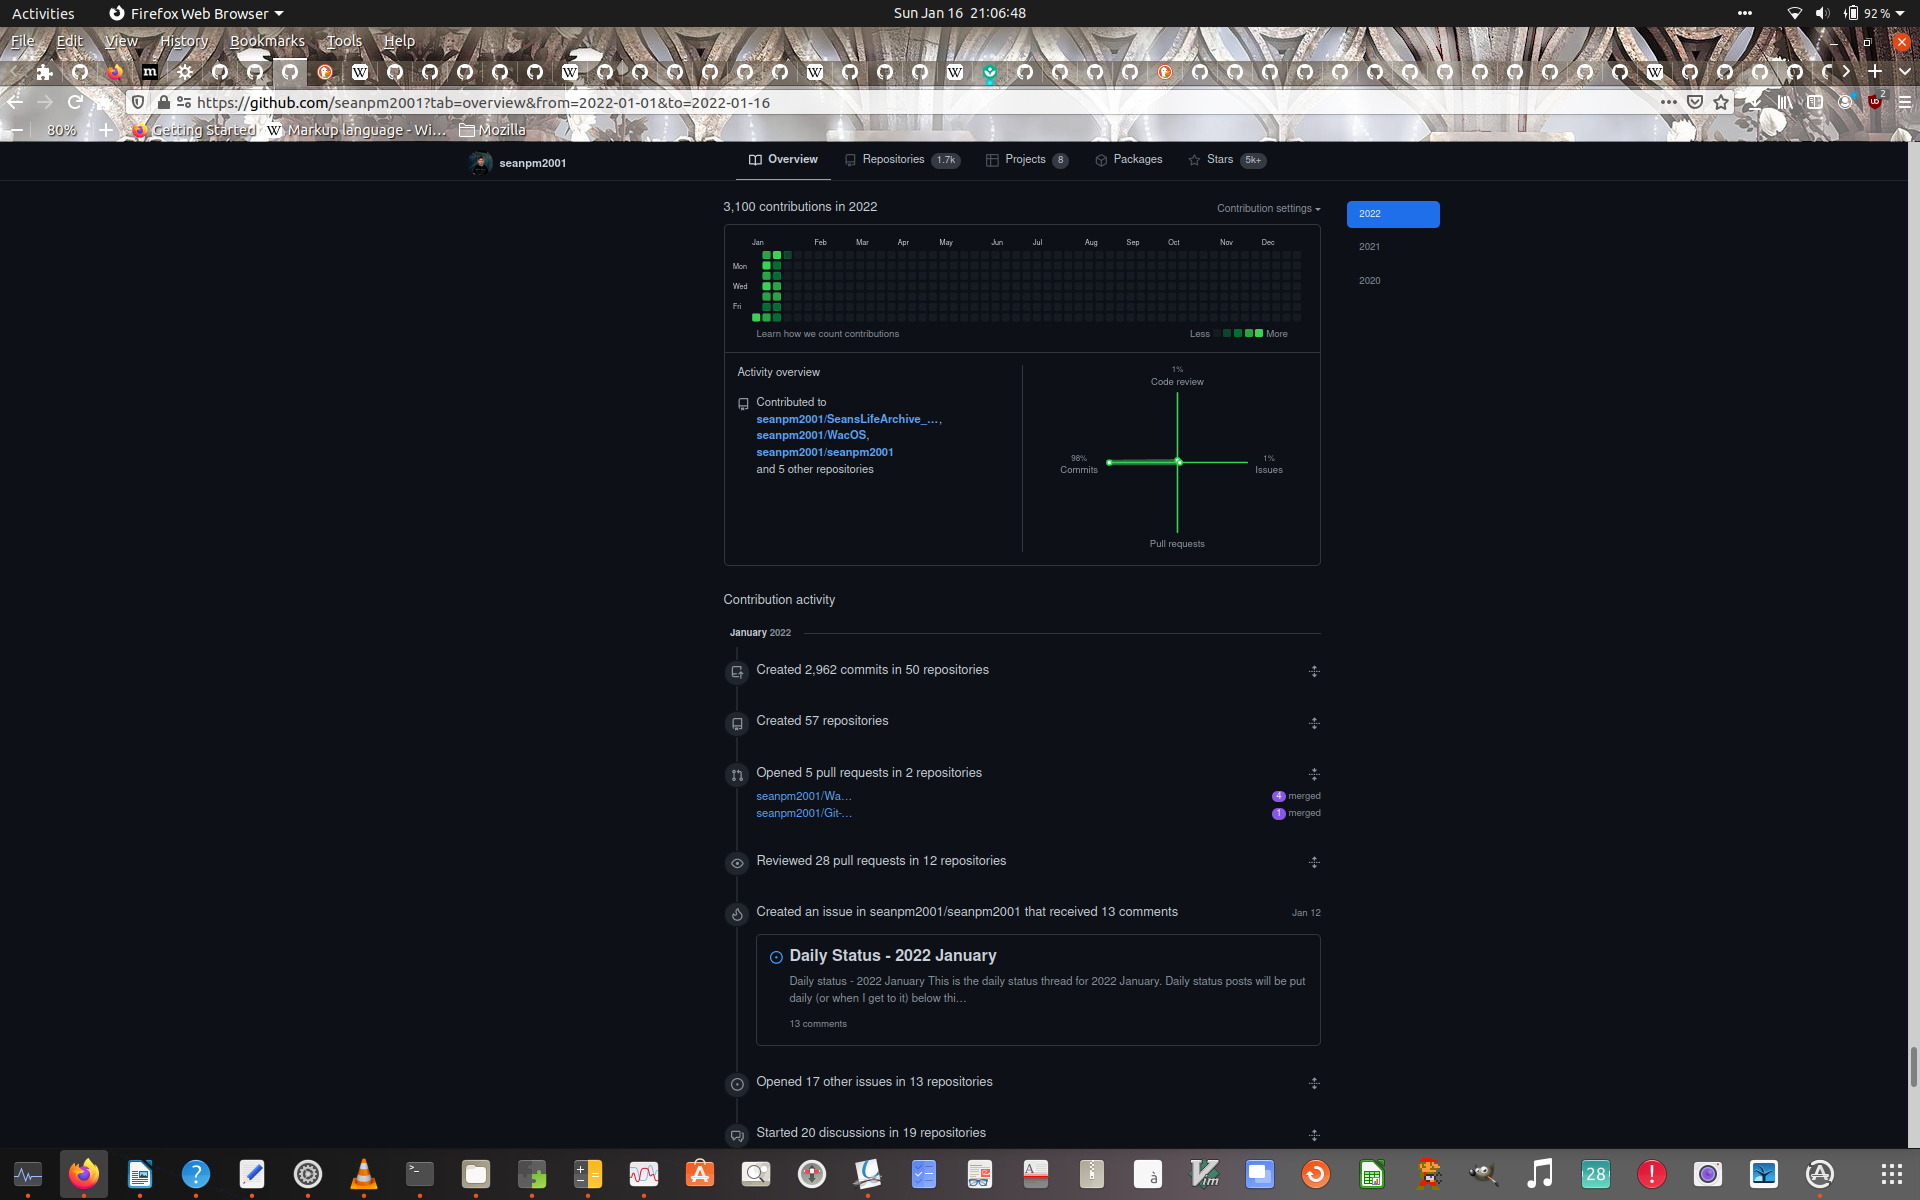 Activities
Firefox Web Browser
Sun Jan 16 21:06:48
92 %
File Edit View History Bookmarks Tools Help
https://github.com/seanpm2001?tab=overview&from=2022-01-01&to=2022-01-16
80%
Getting Started
Markup language - Wi…
Mozilla
seanpm2001
Overview
Repositories 1.7k
Projects 8
Packages
Stars 5k+
3,100 contributions in 2022
Contribution settings
2022
2021
2020
Jan Feb Mar Apr May Jun Jul Aug Sep Oct Nov Dec
Mon
Wed
Fri
Learn how we count contributions
Less More
Activity overview
Contributed to
seanpm2001/SeansLifeArchive_…,
seanpm2001/WacOS,
seanpm2001/seanpm2001
and 5 other repositories
1%
Code review
98%
Commits
1%
Issues
Pull requests
Contribution activity
January 2022
Created 2,962 commits in 50 repositories
Created 57 repositories
Opened 5 pull requests in 2 repositories
seanpm2001/Wa…
4 merged
seanpm2001/Git-…
1 merged
Reviewed 28 pull requests in 12 repositories
Created an issue in seanpm2001/seanpm2001 that received 13 comments
Jan 12
Daily Status - 2022 January
Daily status - 2022 January This is the daily status thread for 2022 January. Daily status posts will be put
daily (or when I get to it) below thi…
13 comments
Opened 17 other issues in 13 repositories
Started 20 discussions in 19 repositories
28